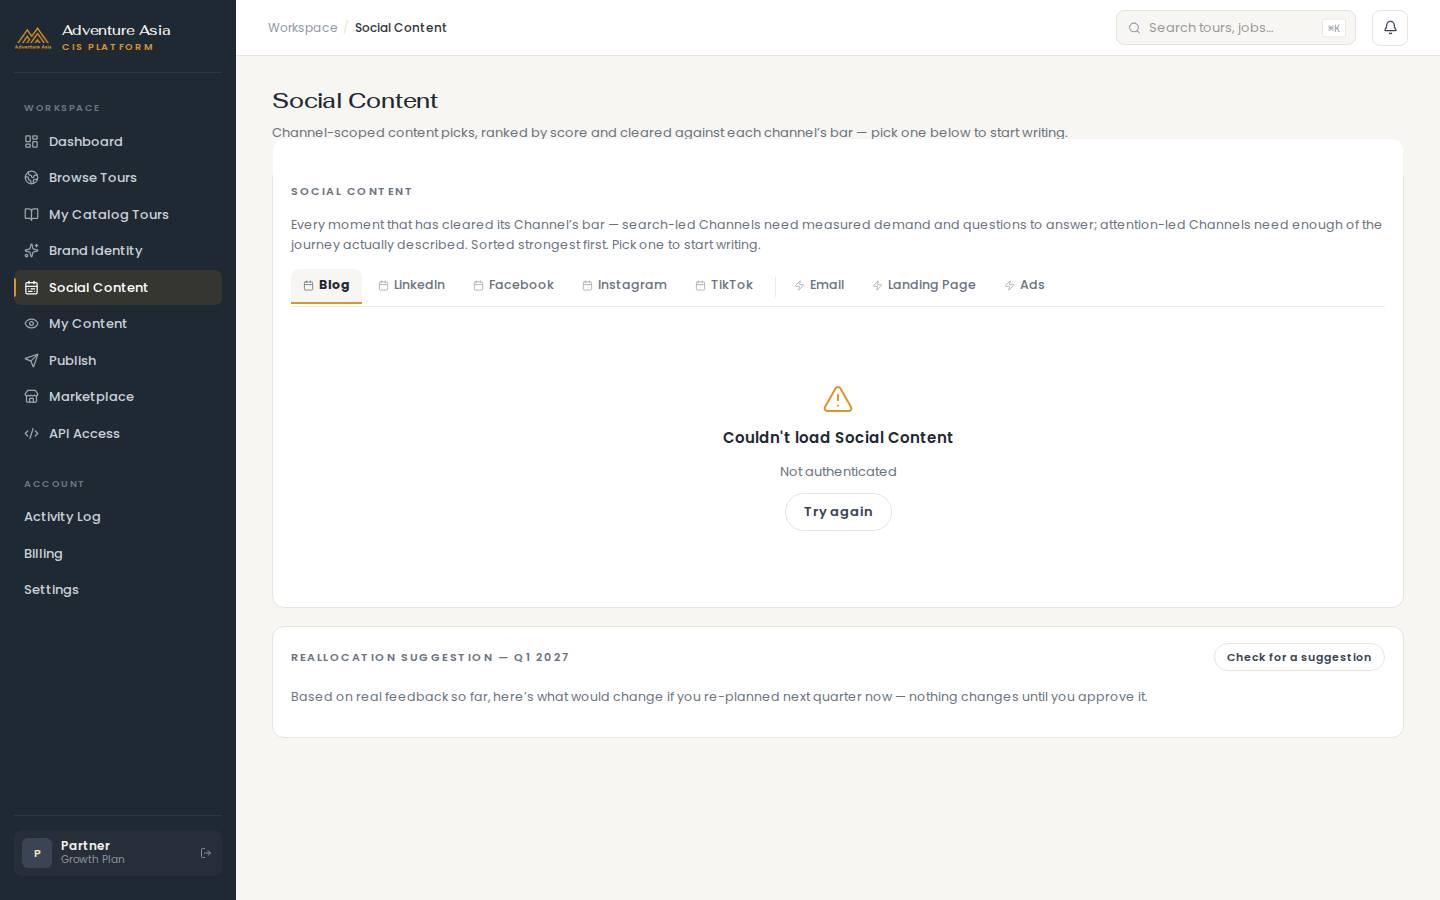 Adventure Asia
Adventure Asia
CIS PLATFORM
WORKSPACE
Dashboard
Browse Tours
My Catalog Tours
Brand Identity
Social Content
My Content
Publish
Marketplace
API Access
ACCOUNT
Activity Log
Billing
Settings
P
Partner
Growth Plan
Workspace / Social Content
Search tours, jobs...
⌘K
Social Content
Channel-scoped content picks, ranked by score and cleared against each channel's bar — pick one below to start writing.
SOCIAL CONTENT
Every moment that has cleared its Channel's bar — search-led Channels need measured demand and questions to answer; attention-led Channels need enough of the
journey actually described. Sorted strongest first. Pick one to start writing.
Blog LinkedIn Facebook Instagram TikTok Email Landing Page Ads
Couldn't load Social Content
Not authenticated
Try again
REALLOCATION SUGGESTION — Q1 2027
Check for a suggestion
Based on real feedback so far, here's what would change if you re-planned next quarter now — nothing changes until you approve it.